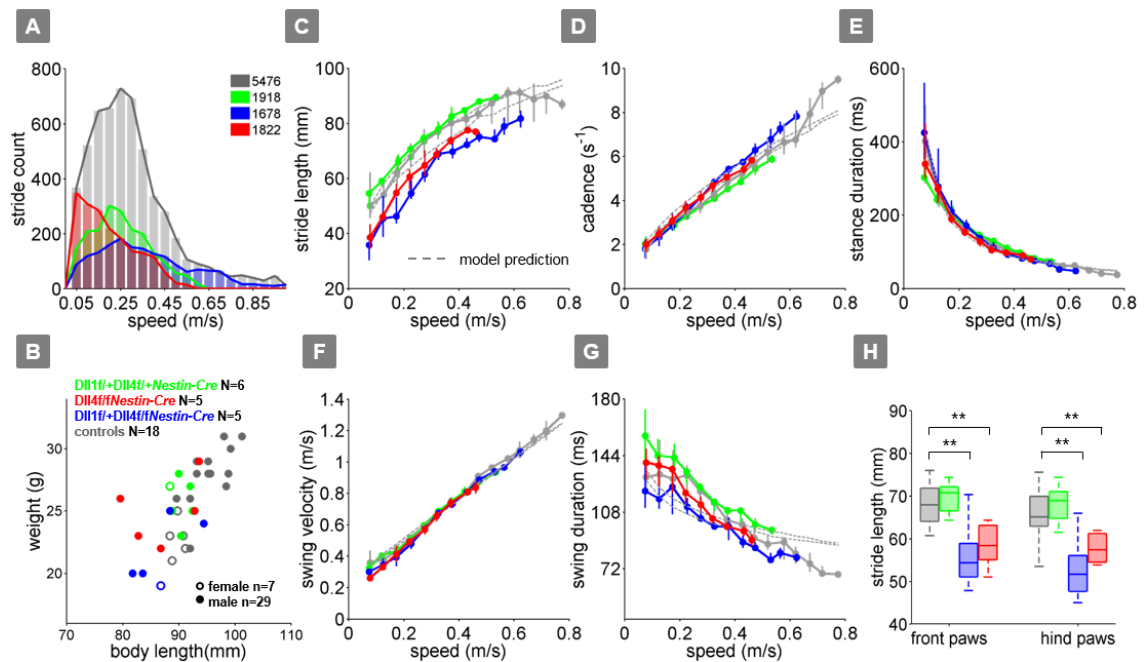 A
800
600
400
200
0
stride count
5476
1918
1678
1822
0.05 0.25 0.45 0.65 0.85
speed (m/s)
C
100
80
60
40
20
stride length (mm)
model prediction
0 0.2 0.4 0.6 0.8
speed (m/s)
D
10
8
6
4
2
0
cadence (s⁻¹)
0 0.2 0.4 0.6 0.8
speed (m/s)
E
600
400
200
0
stance duration (ms)
0 0.2 0.4 0.6 0.8
speed (m/s)
B
Dll1f/+Dll4f/+Nestin-Cre N=6
Dll4f/fNestin-Cre N=5
Dll1f/+Dll4f/fNestin-Cre N=5
controls N=18
30
25
20
weight (g)
female n=7
male n=29
70 80 90 100 110
body length(mm)
F
1.4
1.2
1
0.8
0.6
0.4
0.2
0
swing velocity (m/s)
0 0.2 0.4 0.6 0.8
speed (m/s)
G
180
144
108
72
swing duration (ms)
0 0.2 0.4 0.6 0.8
speed (m/s)
H
90
80
70
60
50
40
stride length (mm)
**
**
**
**
front paws hind paws